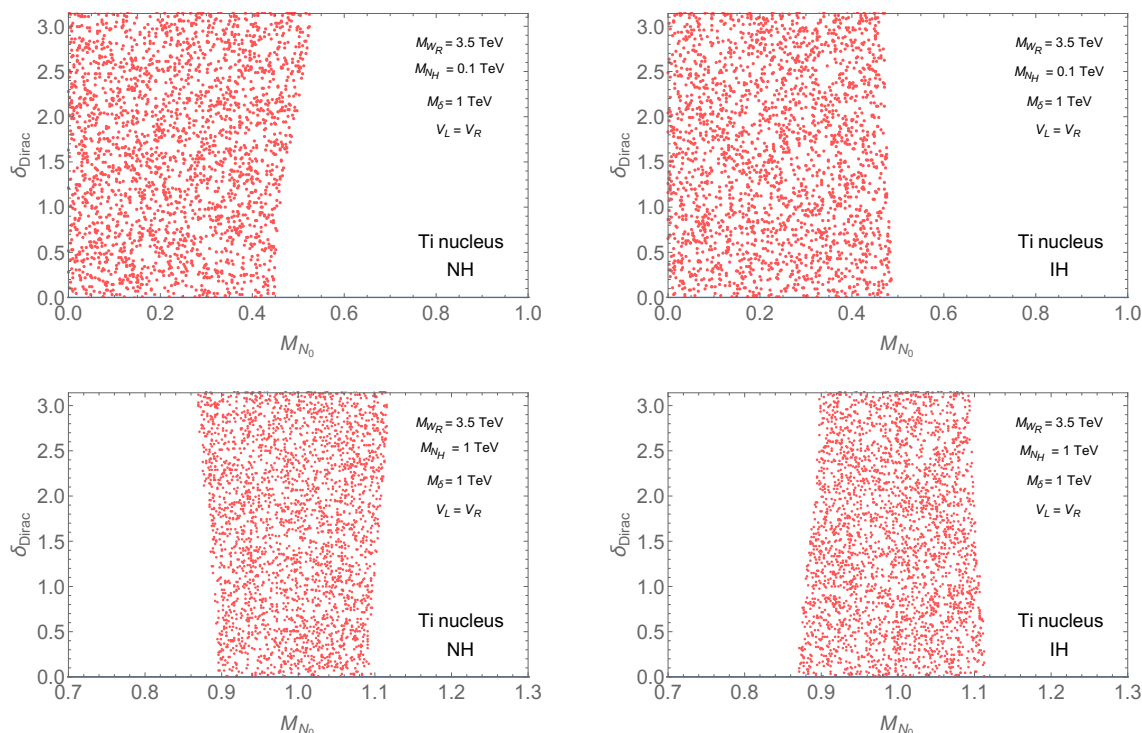 3.0
2.5
2.0
1.5
1.0
0.5
0.0
δDirac
M_{W_R} = 3.5 TeV
M_{N_H} = 0.1 TeV
M_δ = 1 TeV
V_L = V_R
Ti nucleus
NH
0.0 0.2 0.4 0.6 0.8 1.0
M_{N_0}
3.0
2.5
2.0
1.5
1.0
0.5
0.0
δDirac
M_{W_R} = 3.5 TeV
M_{N_H} = 0.1 TeV
M_δ = 1 TeV
V_L = V_R
Ti nucleus
IH
0.0 0.2 0.4 0.6 0.8 1.0
M_{N_0}
3.0
2.5
2.0
1.5
1.0
0.5
0.0
δDirac
M_{W_R} = 3.5 TeV
M_{N_H} = 1 TeV
M_δ = 1 TeV
V_L = V_R
Ti nucleus
NH
0.7 0.8 0.9 1.0 1.1 1.2 1.3
M_{N_0}
3.0
2.5
2.0
1.5
1.0
0.5
0.0
δDirac
M_{W_R} = 3.5 TeV
M_{N_H} = 1 TeV
M_δ = 1 TeV
V_L = V_R
Ti nucleus
IH
0.7 0.8 0.9 1.0 1.1 1.2 1.3
M_{N_0}